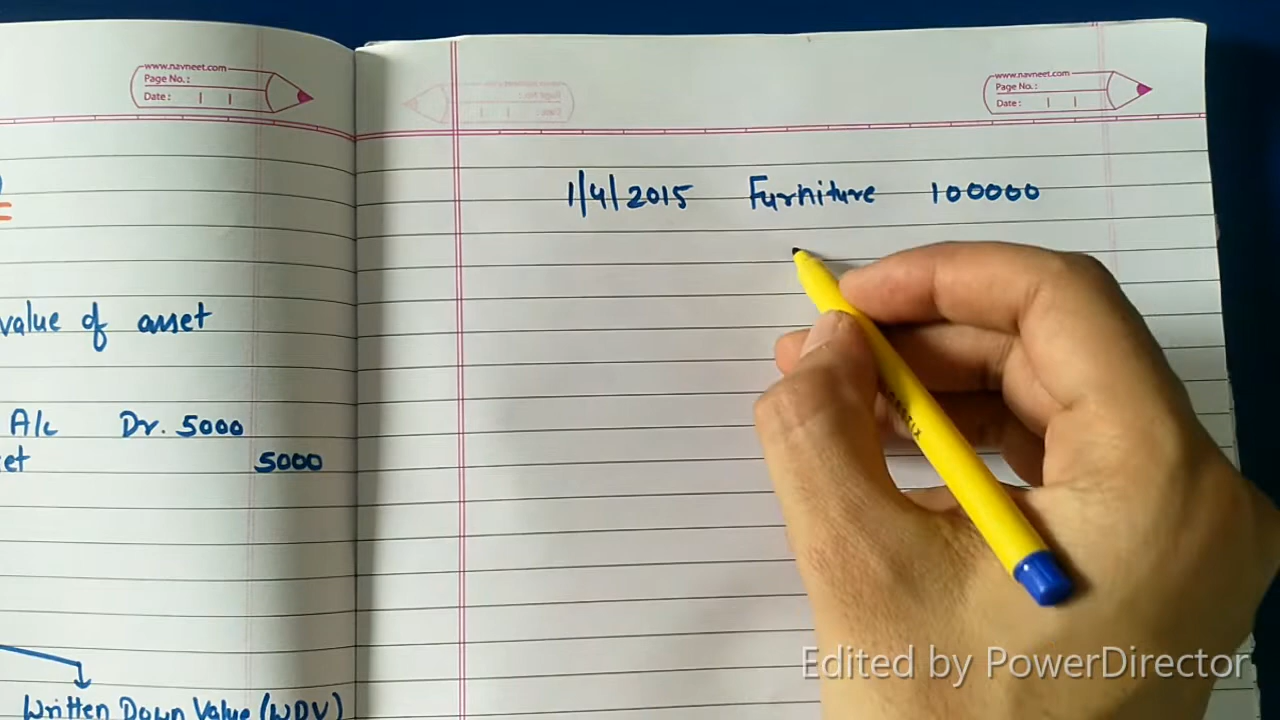 www.navneet.com
Page No. :
Date :
value of asset
A/c Dr. 5000
5000
Written Down Value (WDV)
www.navneet.com
Page No. :
Date :
1/4/2015 Furniture 100000
Edited by PowerDirector